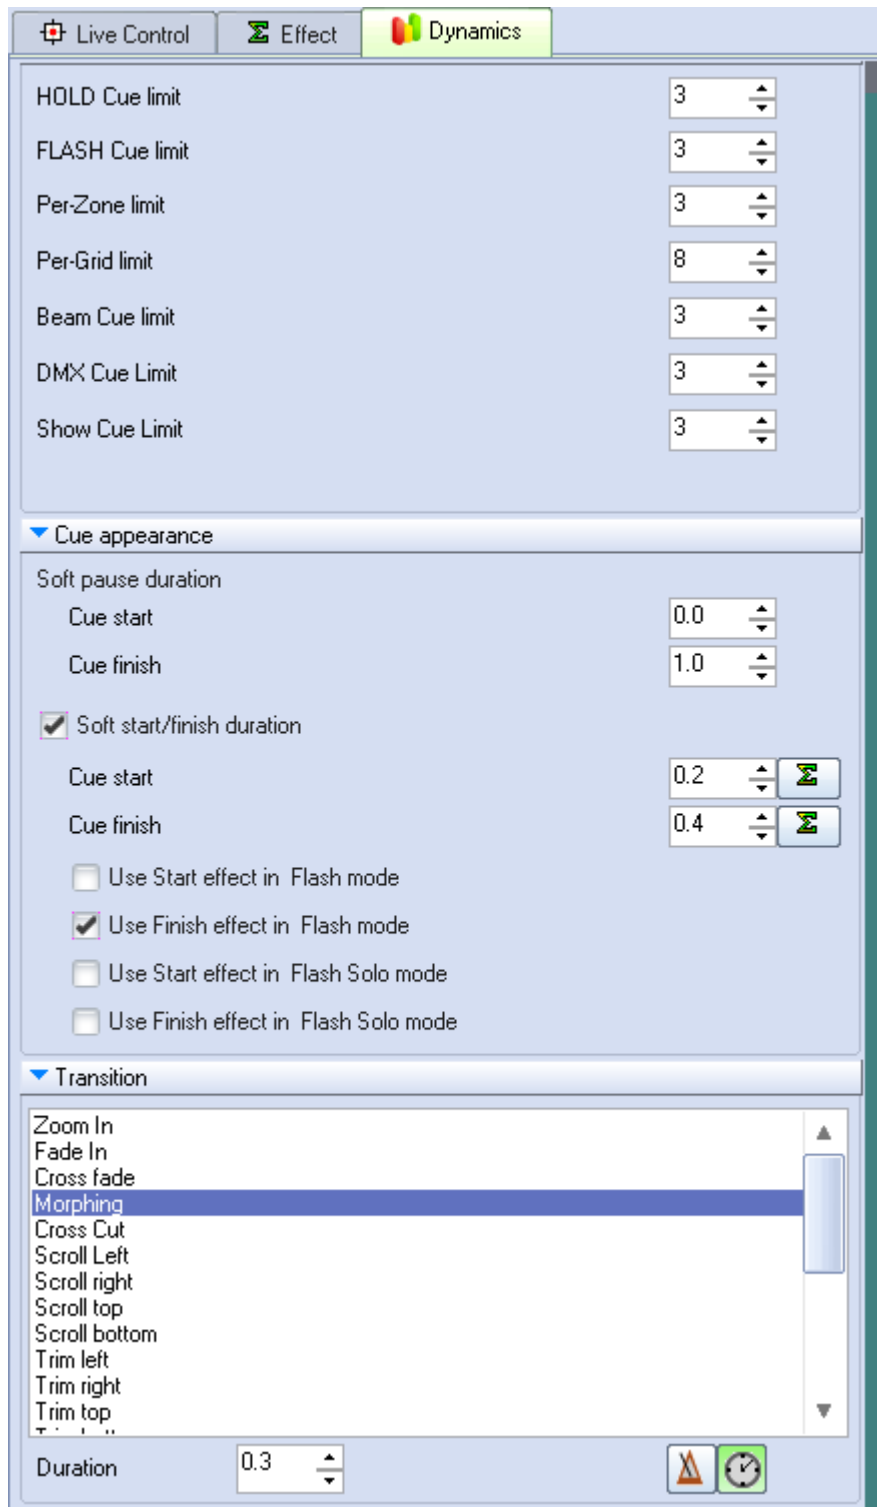 Live Control Effect Dynamics
HOLD Cue limit 3
FLASH Cue limit 3
Per-Zone limit 3
Per-Grid limit 8
Beam Cue limit 3
DMX Cue Limit 3
Show Cue Limit 3
Cue appearance
Soft pause duration
Cue start 0.0
Cue finish 1.0
Soft start/finish duration
Cue start 0.2
Cue finish 0.4
Use Start effect in Flash mode
Use Finish effect in Flash mode
Use Start effect in Flash Solo mode
Use Finish effect in Flash Solo mode
Transition
Zoom In
Fade In
Cross fade
Morphing
Cross Cut
Scroll Left
Scroll right
Scroll top
Scroll bottom
Trim left
Trim right
Trim top
Duration 0.3